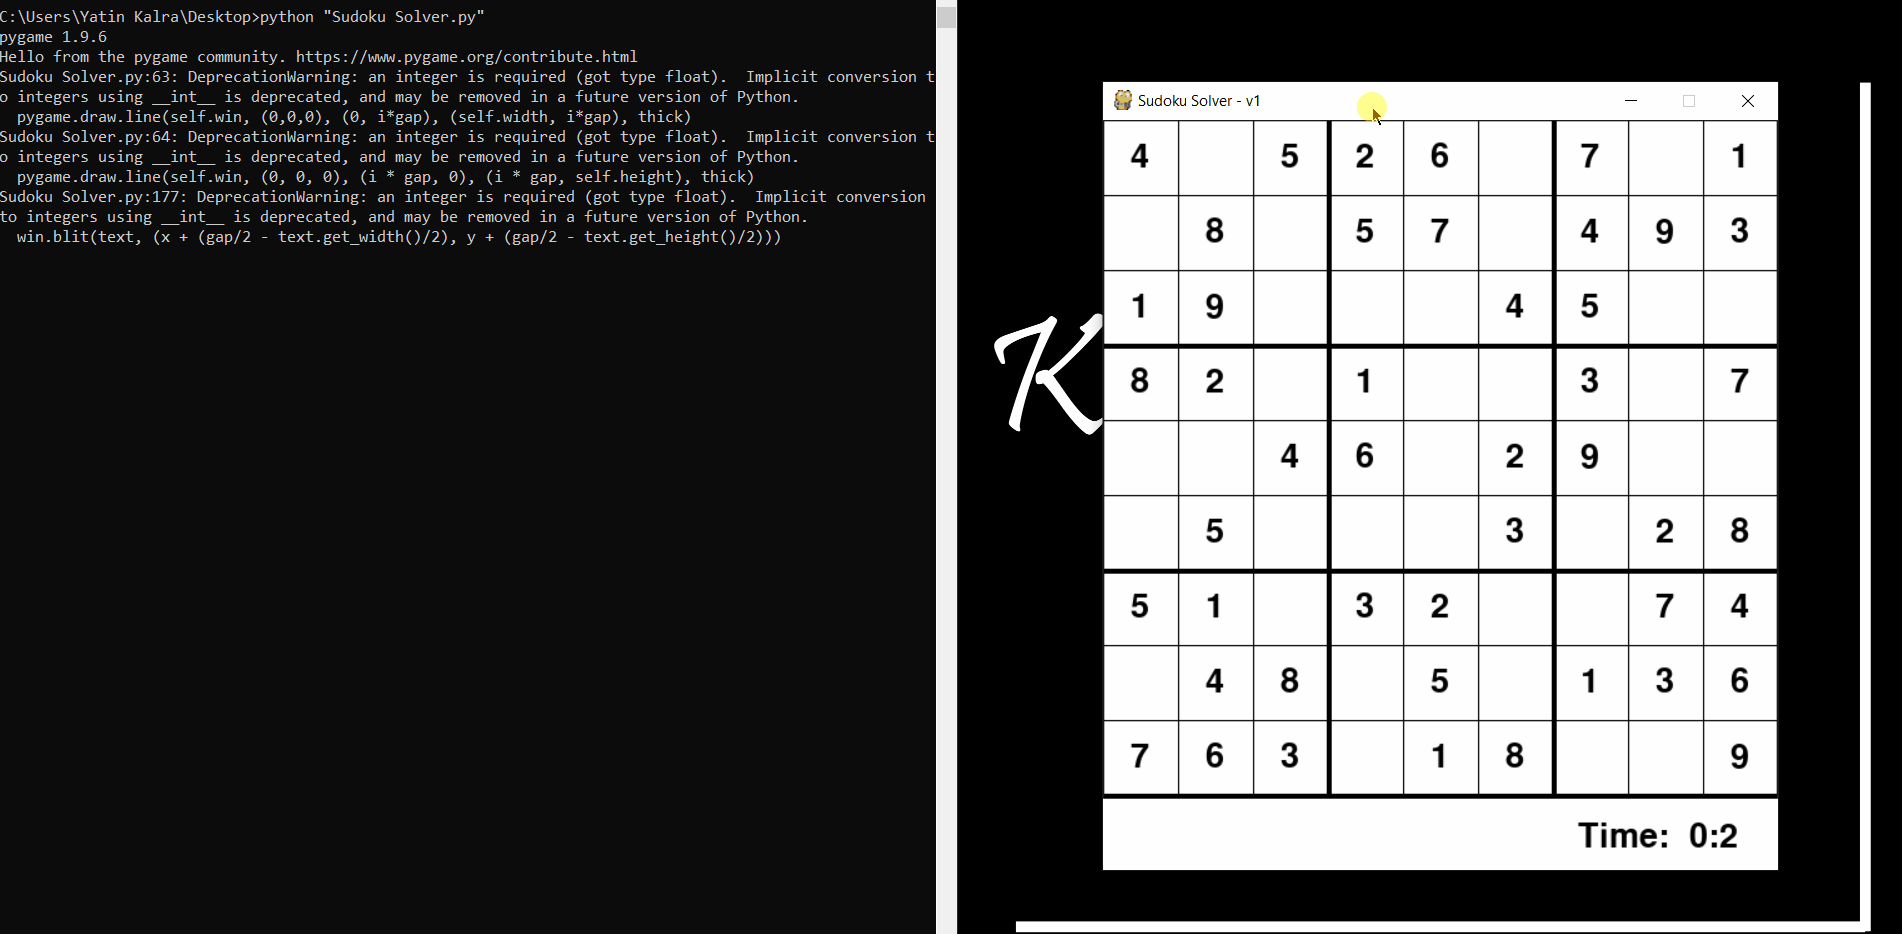 C:\Users\Yatin Kalra\Desktop>python "Sudoku Solver.py"
pygame 1.9.6
Hello from the pygame community. https://www.pygame.org/contribute.html
Sudoku Solver.py:63: DeprecationWarning: an integer is required (got type float).  Implicit conversion t
o integers using __int__ is deprecated, and may be removed in a future version of Python.
  pygame.draw.line(self.win, (0,0,0), (0, i*gap), (self.width, i*gap), thick)
Sudoku Solver.py:64: DeprecationWarning: an integer is required (got type float).  Implicit conversion t
o integers using __int__ is deprecated, and may be removed in a future version of Python.
  pygame.draw.line(self.win, (0, 0, 0), (i * gap, 0), (i * gap, self.height), thick)
Sudoku Solver.py:177: DeprecationWarning: an integer is required (got type float).  Implicit conversion
to integers using __int__ is deprecated, and may be removed in a future version of Python.
  win.blit(text, (x + (gap/2 - text.get_width()/2), y + (gap/2 - text.get_height()/2)))
K
Sudoku Solver - v1
4 5 2 6 7 1
8 5 7 4 9 3
1 9 4 5
8 2 1 3 7
4 6 2 9
5 3 2 8
5 1 3 2 7 4
4 8 5 1 3 6
7 6 3 1 8 9
Time: 0:2